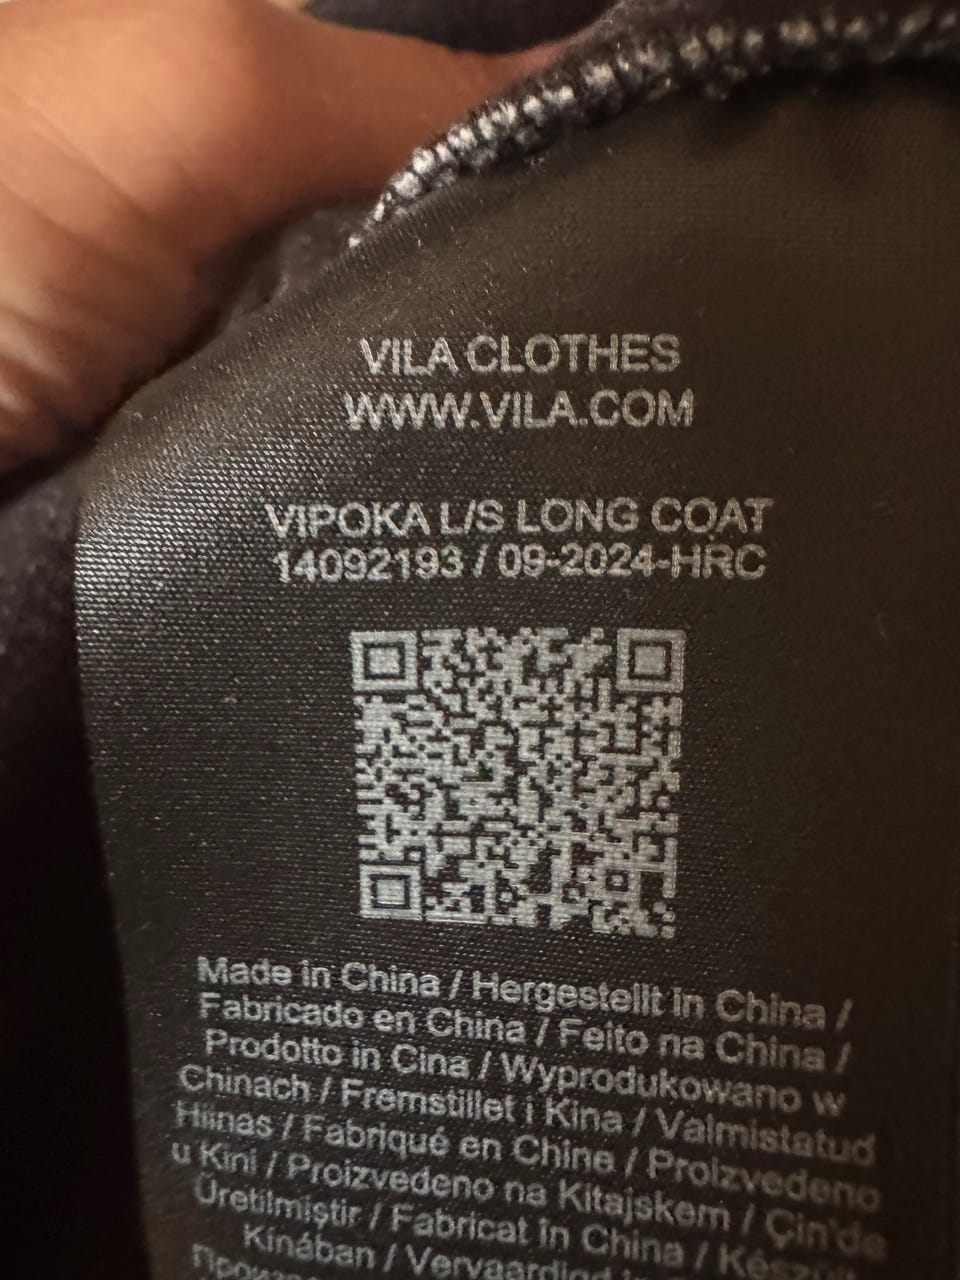 VILA CLOTHES
WWW.VILA.COM
VIPOKA L/S LONG COAT
14092193 / 09-2024-HRC
Made in China / Hergestellt in China /
Fabricado en China / Feito na China /
Prodotto in Cina / Wyprodukowano w
Chinach / Fremstillet i Kina / Valmistatud
Hiinas / Fabriqué en Chine / Proizvedeno
u Kini / Proizvedeno na Kitajskem / Çin'de
Üretilmiştir / Fabricat în China / Készült
Kínában / Vervaardigd